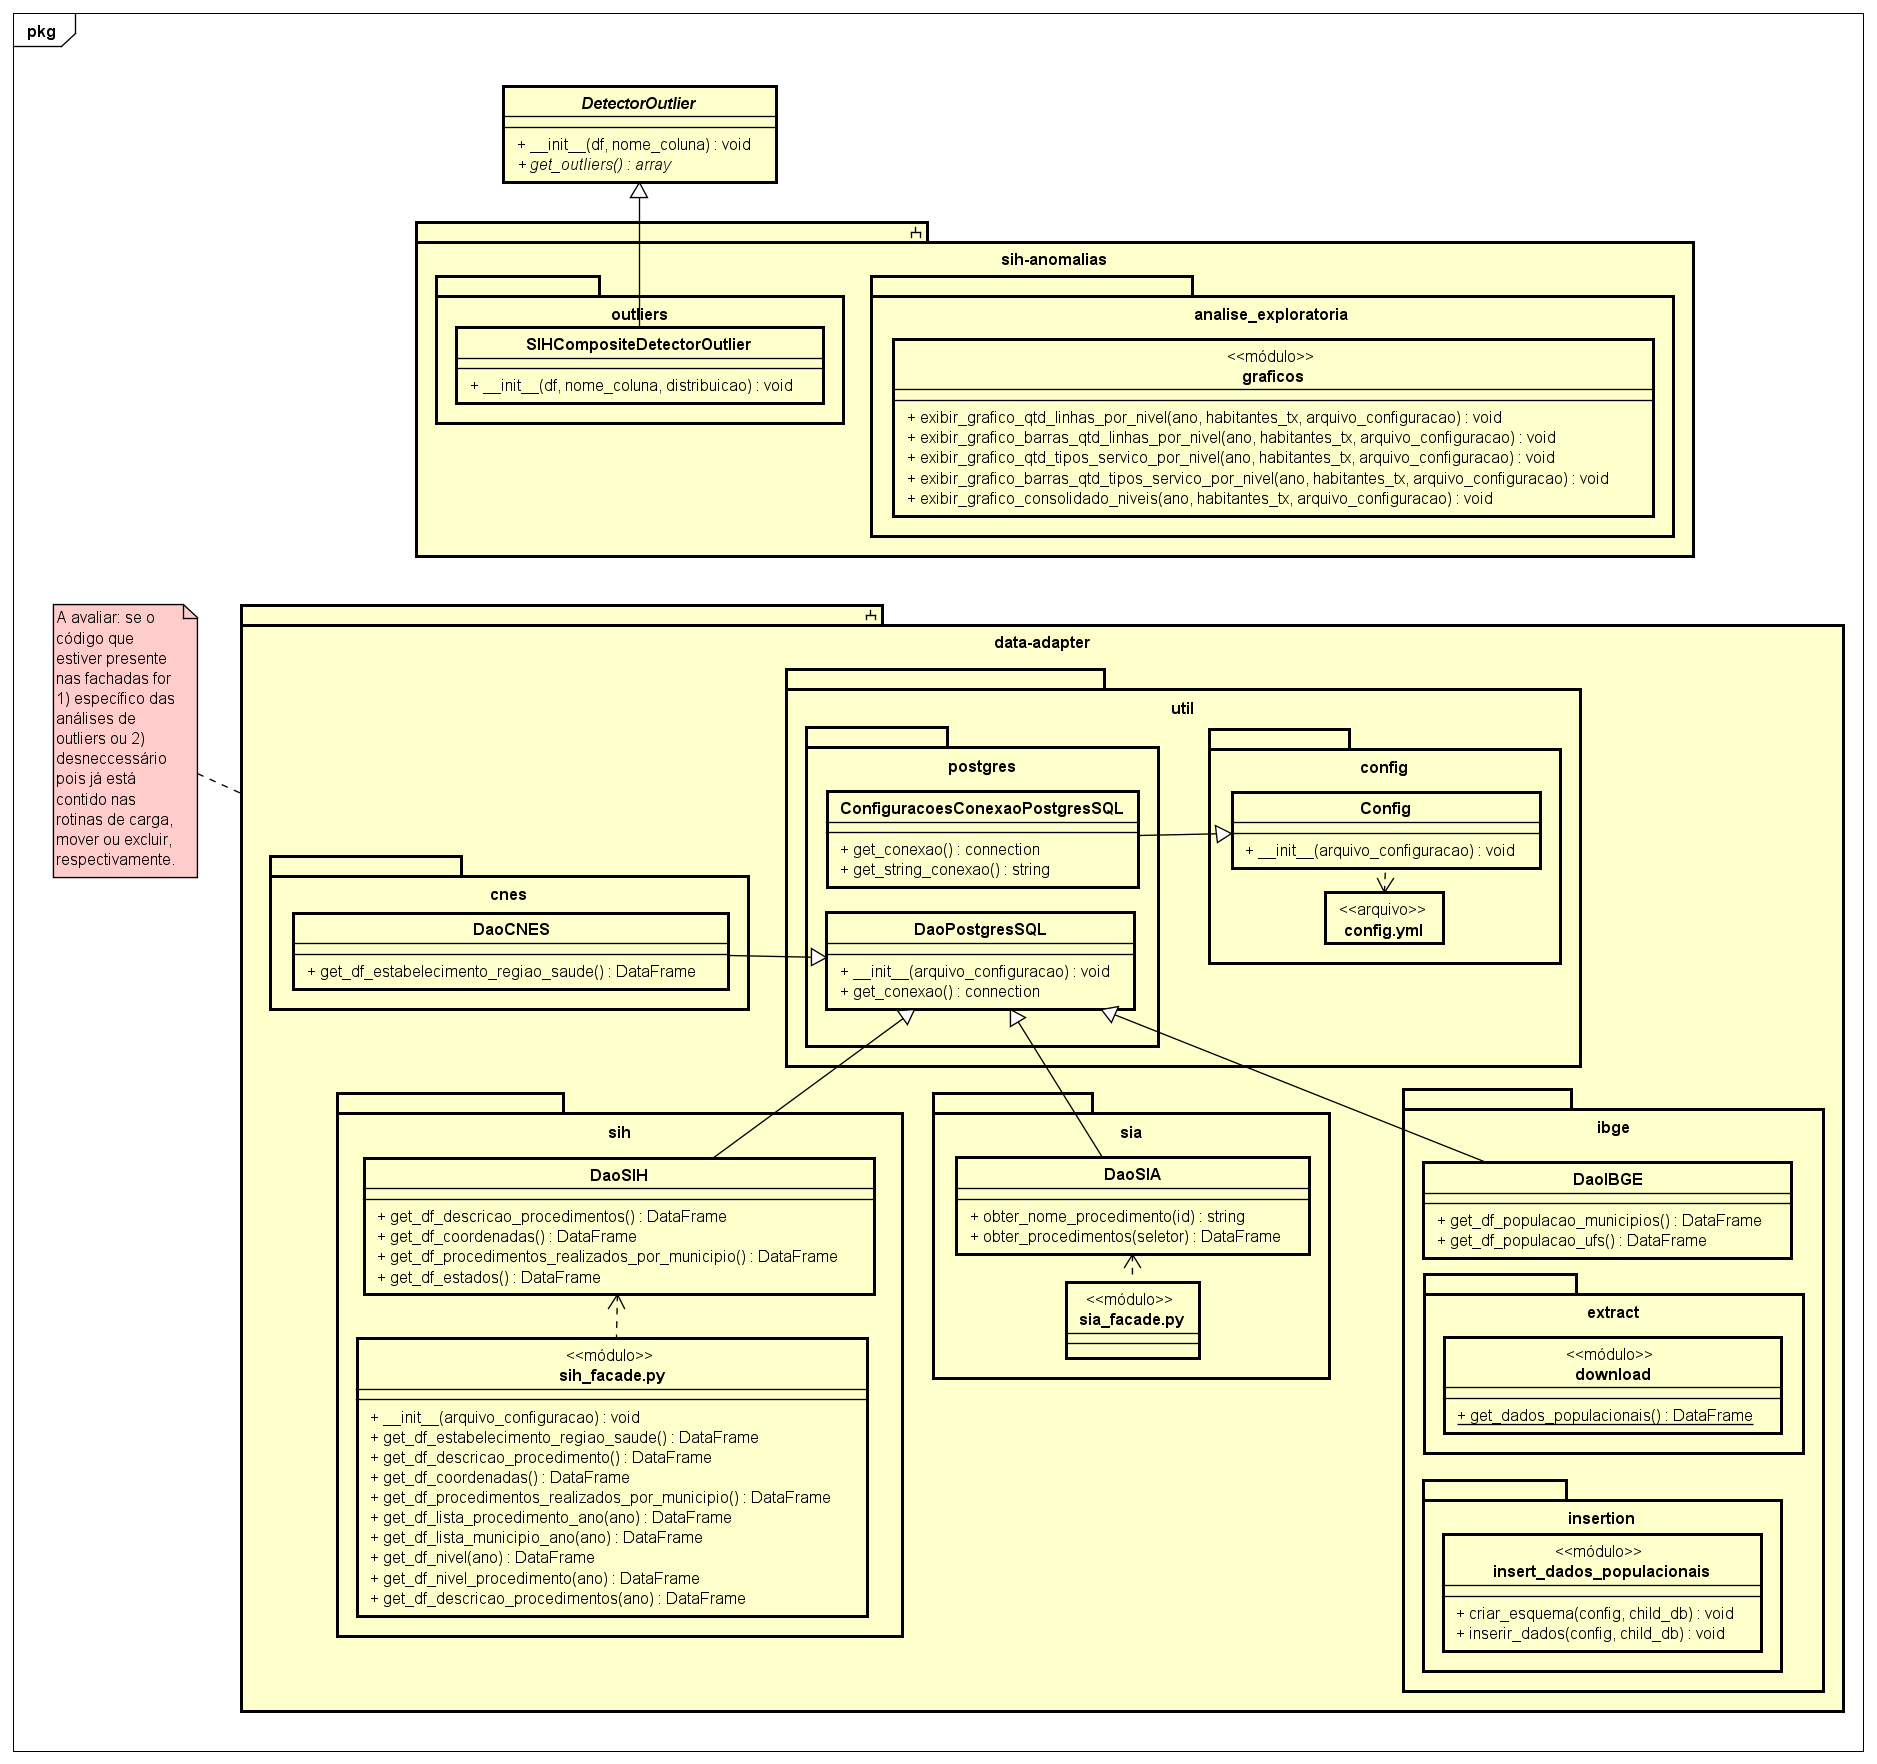 pkg
DetectorOutlier
+ __init__(df, nome_coluna) : void
+ get_outliers() : array
sih-anomalias
outliers
SIHCompositeDetectorOutlier
+ __init__(df, nome_coluna, distribuicao) : void
analise_exploratoria
<<módulo>>
graficos
+ exibir_grafico_qtd_linhas_por_nivel(ano, habitantes_tx, arquivo_configuracao) : void
+ exibir_grafico_barras_qtd_linhas_por_nivel(ano, habitantes_tx, arquivo_configuracao) : void
+ exibir_grafico_qtd_tipos_servico_por_nivel(ano, habitantes_tx, arquivo_configuracao) : void
+ exibir_grafico_barras_qtd_tipos_servico_por_nivel(ano, habitantes_tx, arquivo_configuracao) : void
+ exibir_grafico_consolidado_niveis(ano, habitantes_tx, arquivo_configuracao) : void
A avaliar: se o
código que
estiver presente
nas fachadas for
1) específico das
análises de
outliers ou 2)
desneccessário
pois já está
contido nas
rotinas de carga,
mover ou excluir,
respectivamente.
data-adapter
util
postgres
ConfiguracoesConexaoPostgresSQL
+ get_conexao() : connection
+ get_string_conexao() : string
DaoPostgresSQL
+ __init__(arquivo_configuracao) : void
+ get_conexao() : connection
config
Config
+ __init__(arquivo_configuracao) : void
<<arquivo>>
config.yml
cnes
DaoCNES
+ get_df_estabelecimento_regiao_saude() : DataFrame
sih
DaoSIH
+ get_df_descricao_procedimentos() : DataFrame
+ get_df_coordenadas() : DataFrame
+ get_df_procedimentos_realizados_por_municipio() : DataFrame
+ get_df_estados() : DataFrame
<<módulo>>
sih_facade.py
+ __init__(arquivo_configuracao) : void
+ get_df_estabelecimento_regiao_saude() : DataFrame
+ get_df_descricao_procedimento() : DataFrame
+ get_df_coordenadas() : DataFrame
+ get_df_procedimentos_realizados_por_municipio() : DataFrame
+ get_df_lista_procedimento_ano(ano) : DataFrame
+ get_df_lista_municipio_ano(ano) : DataFrame
+ get_df_nivel(ano) : DataFrame
+ get_df_nivel_procedimento(ano) : DataFrame
+ get_df_descricao_procedimentos(ano) : DataFrame
sia
DaoSIA
+ obter_nome_procedimento(id) : string
+ obter_procedimentos(seletor) : DataFrame
<<módulo>>
sia_facade.py
ibge
DaoIBGE
+ get_df_populacao_municipios() : DataFrame
+ get_df_populacao_ufs() : DataFrame
extract
<<módulo>>
download
+ get_dados_populacionais() : DataFrame
insertion
<<módulo>>
insert_dados_populacionais
+ criar_esquema(config, child_db) : void
+ inserir_dados(config, child_db) : void